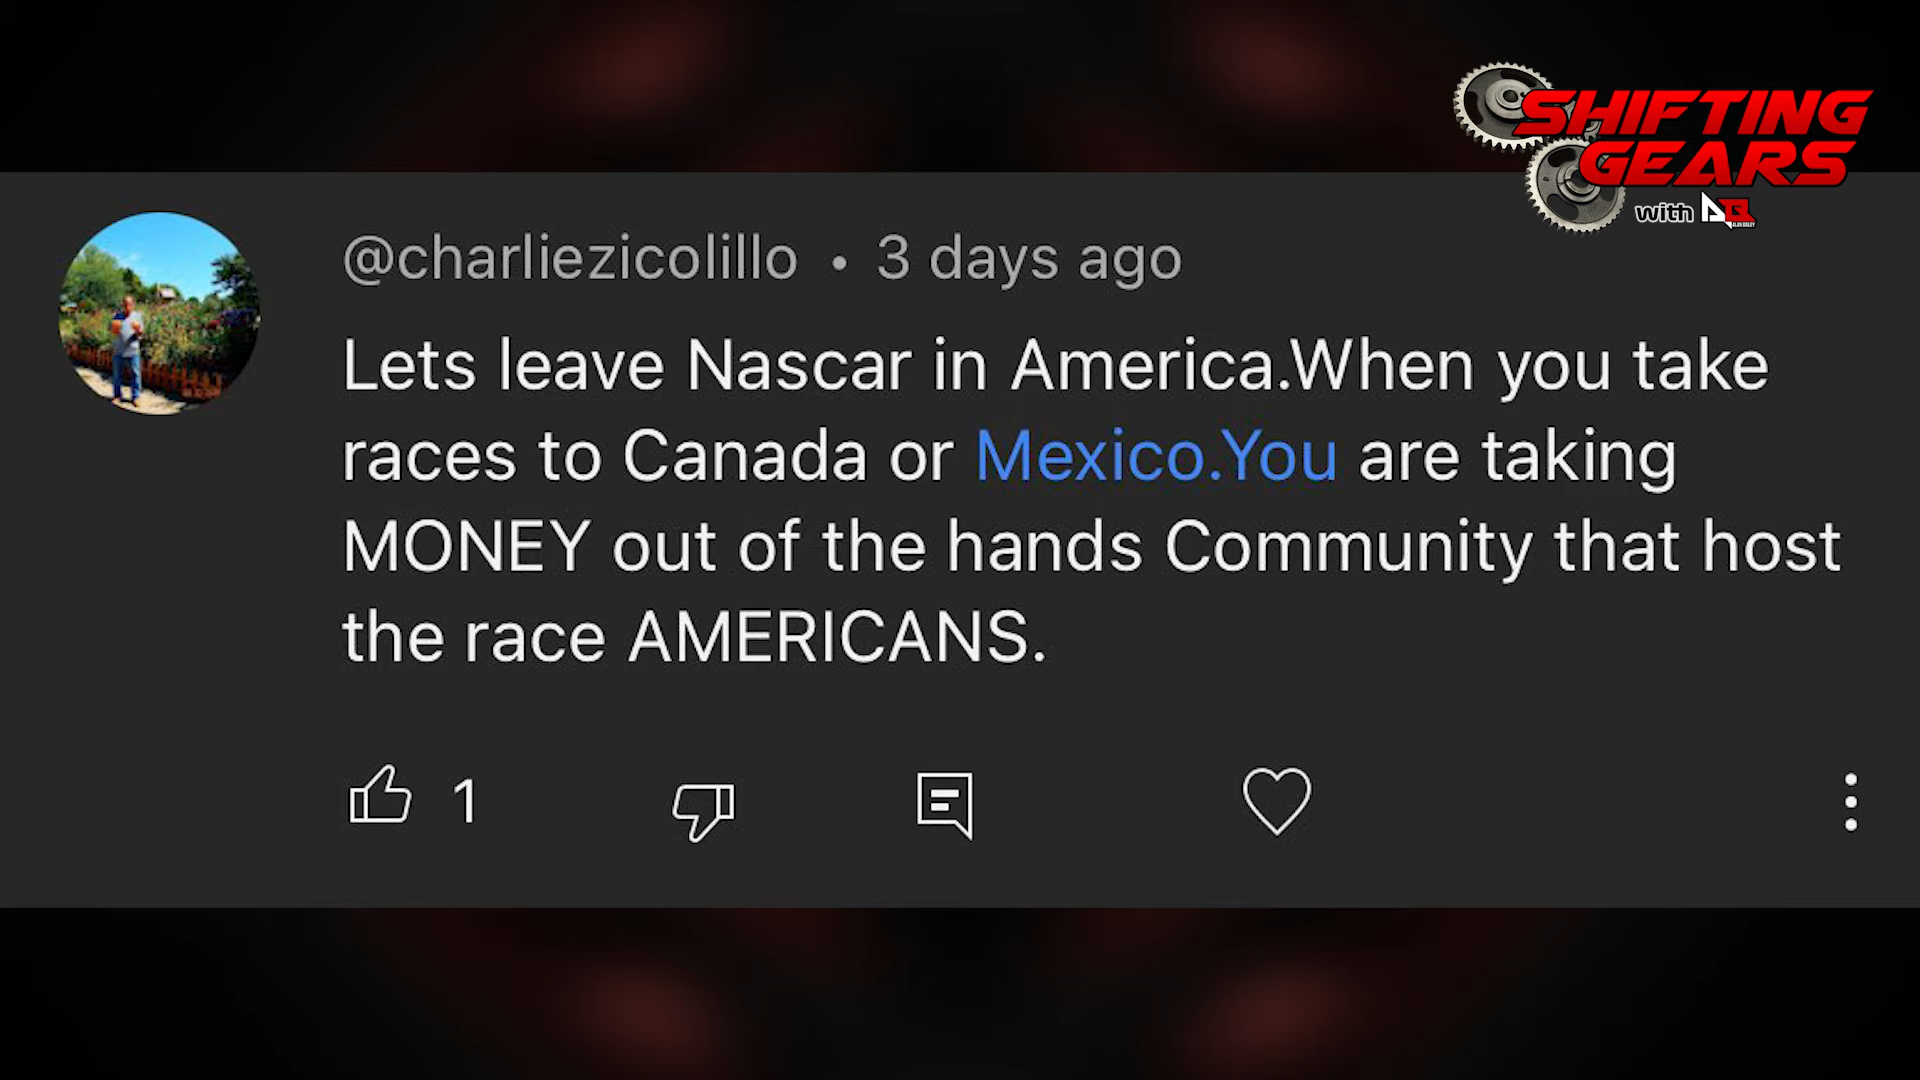 SHIFTING
GEARS
with AB
@charliezicolillo • 3 days ago
Lets leave Nascar in America.When you take
races to Canada or Mexico.You are taking
MONEY out of the hands Community that host
the race AMERICANS.
1